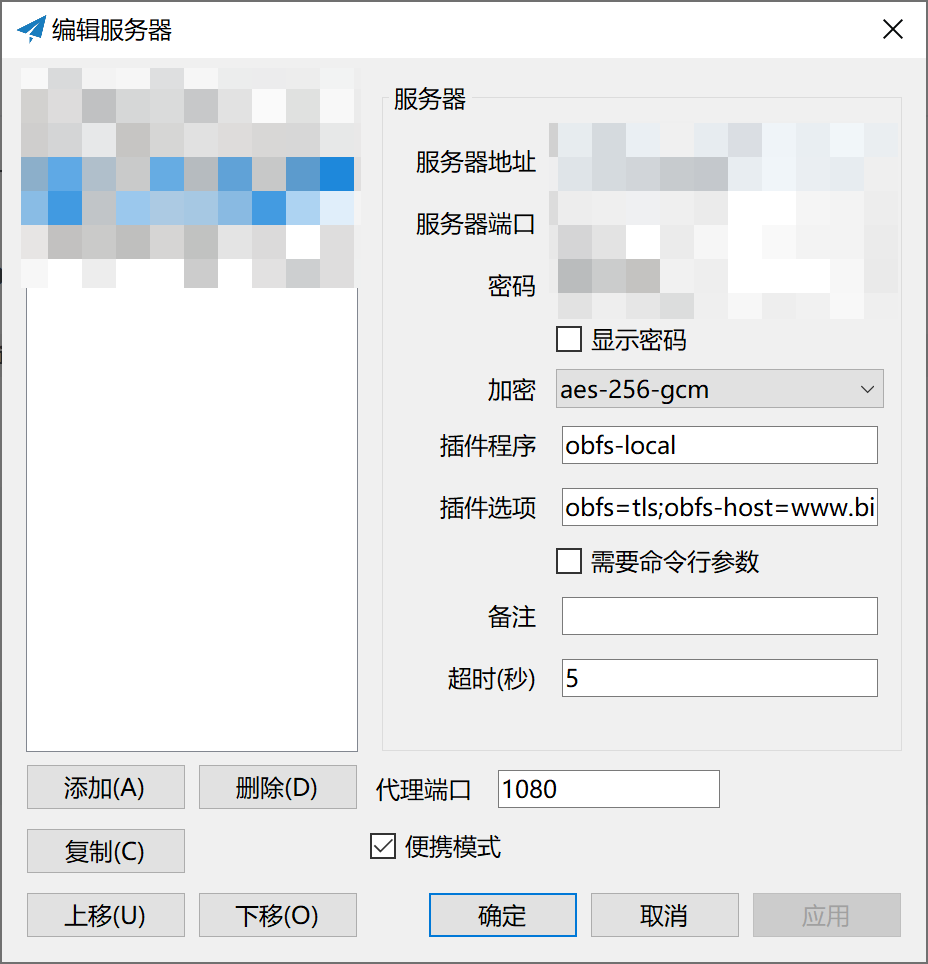 编辑服务器
服务器
服务器地址
服务器端口
密码
显示密码
加密 aes-256-gcm
插件程序 obfs-local
插件选项 obfs=tls;obfs-host=www.bi
需要命令行参数
备注
超时(秒) 5
添加(A) 删除(D) 代理端口 1080
复制(C) 便携模式
上移(U) 下移(O) 确定 取消 应用